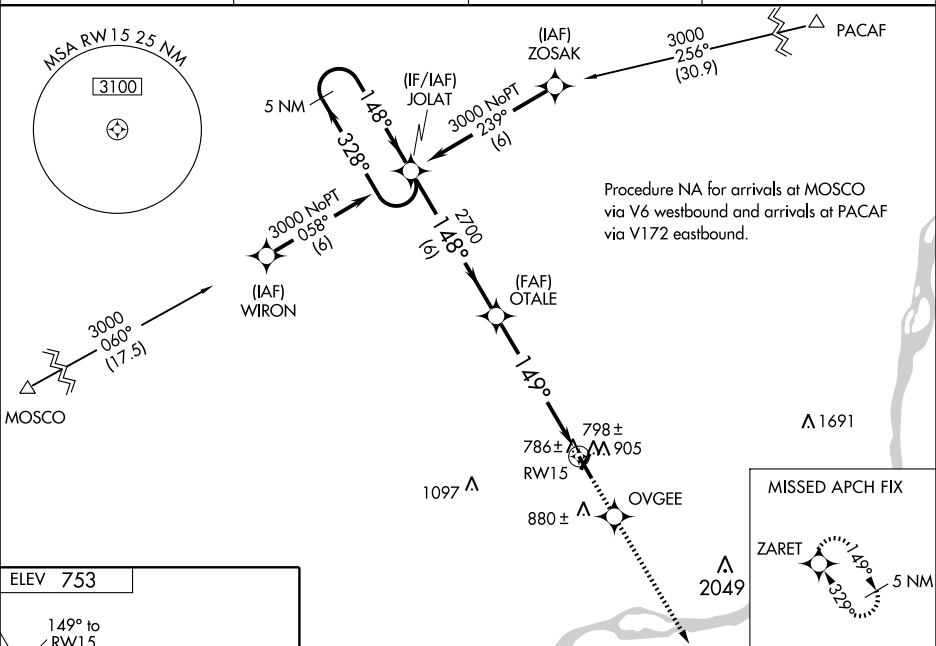 MSA RW15 25 NM
3100
5 NM
148°
328°
(IF/IAF)
JOLAT
(IAF)
ZOSAK
3000
256°
(30.9)
PACAF
3000 NoPT
239°
(6)
Procedure NA for arrivals at MOSCO
via V6 westbound and arrivals at PACAF
via V172 eastbound.
3000 NoPT
058°
(6)
(IAF)
WIRON
3000
060°
(17.5)
MOSCO
2700
148°
(6)
(FAF)
OTALE
149°
798 ±
786 ±
905
RW15
1691
1097
880 ±
OVGEE
2049
MISSED APCH FIX
ZARET
149°
329°
5 NM
ELEV 753
149° to
RW15